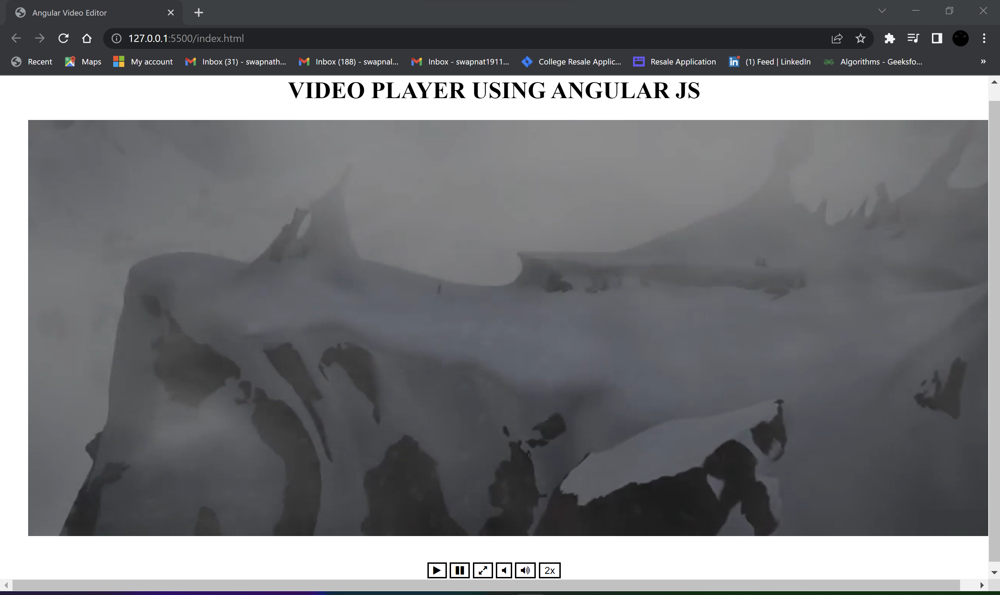 Angular Video Editor
127.0.0.1:5500/index.html
Recent Maps My account Inbox (31) - swapnath... Inbox (188) - swapnal... Inbox - swapnat1911... College Resale Applic... Resale Application (1) Feed | LinkedIn Algorithms - Geeksfo... »
VIDEO PLAYER USING ANGULAR JS
2x